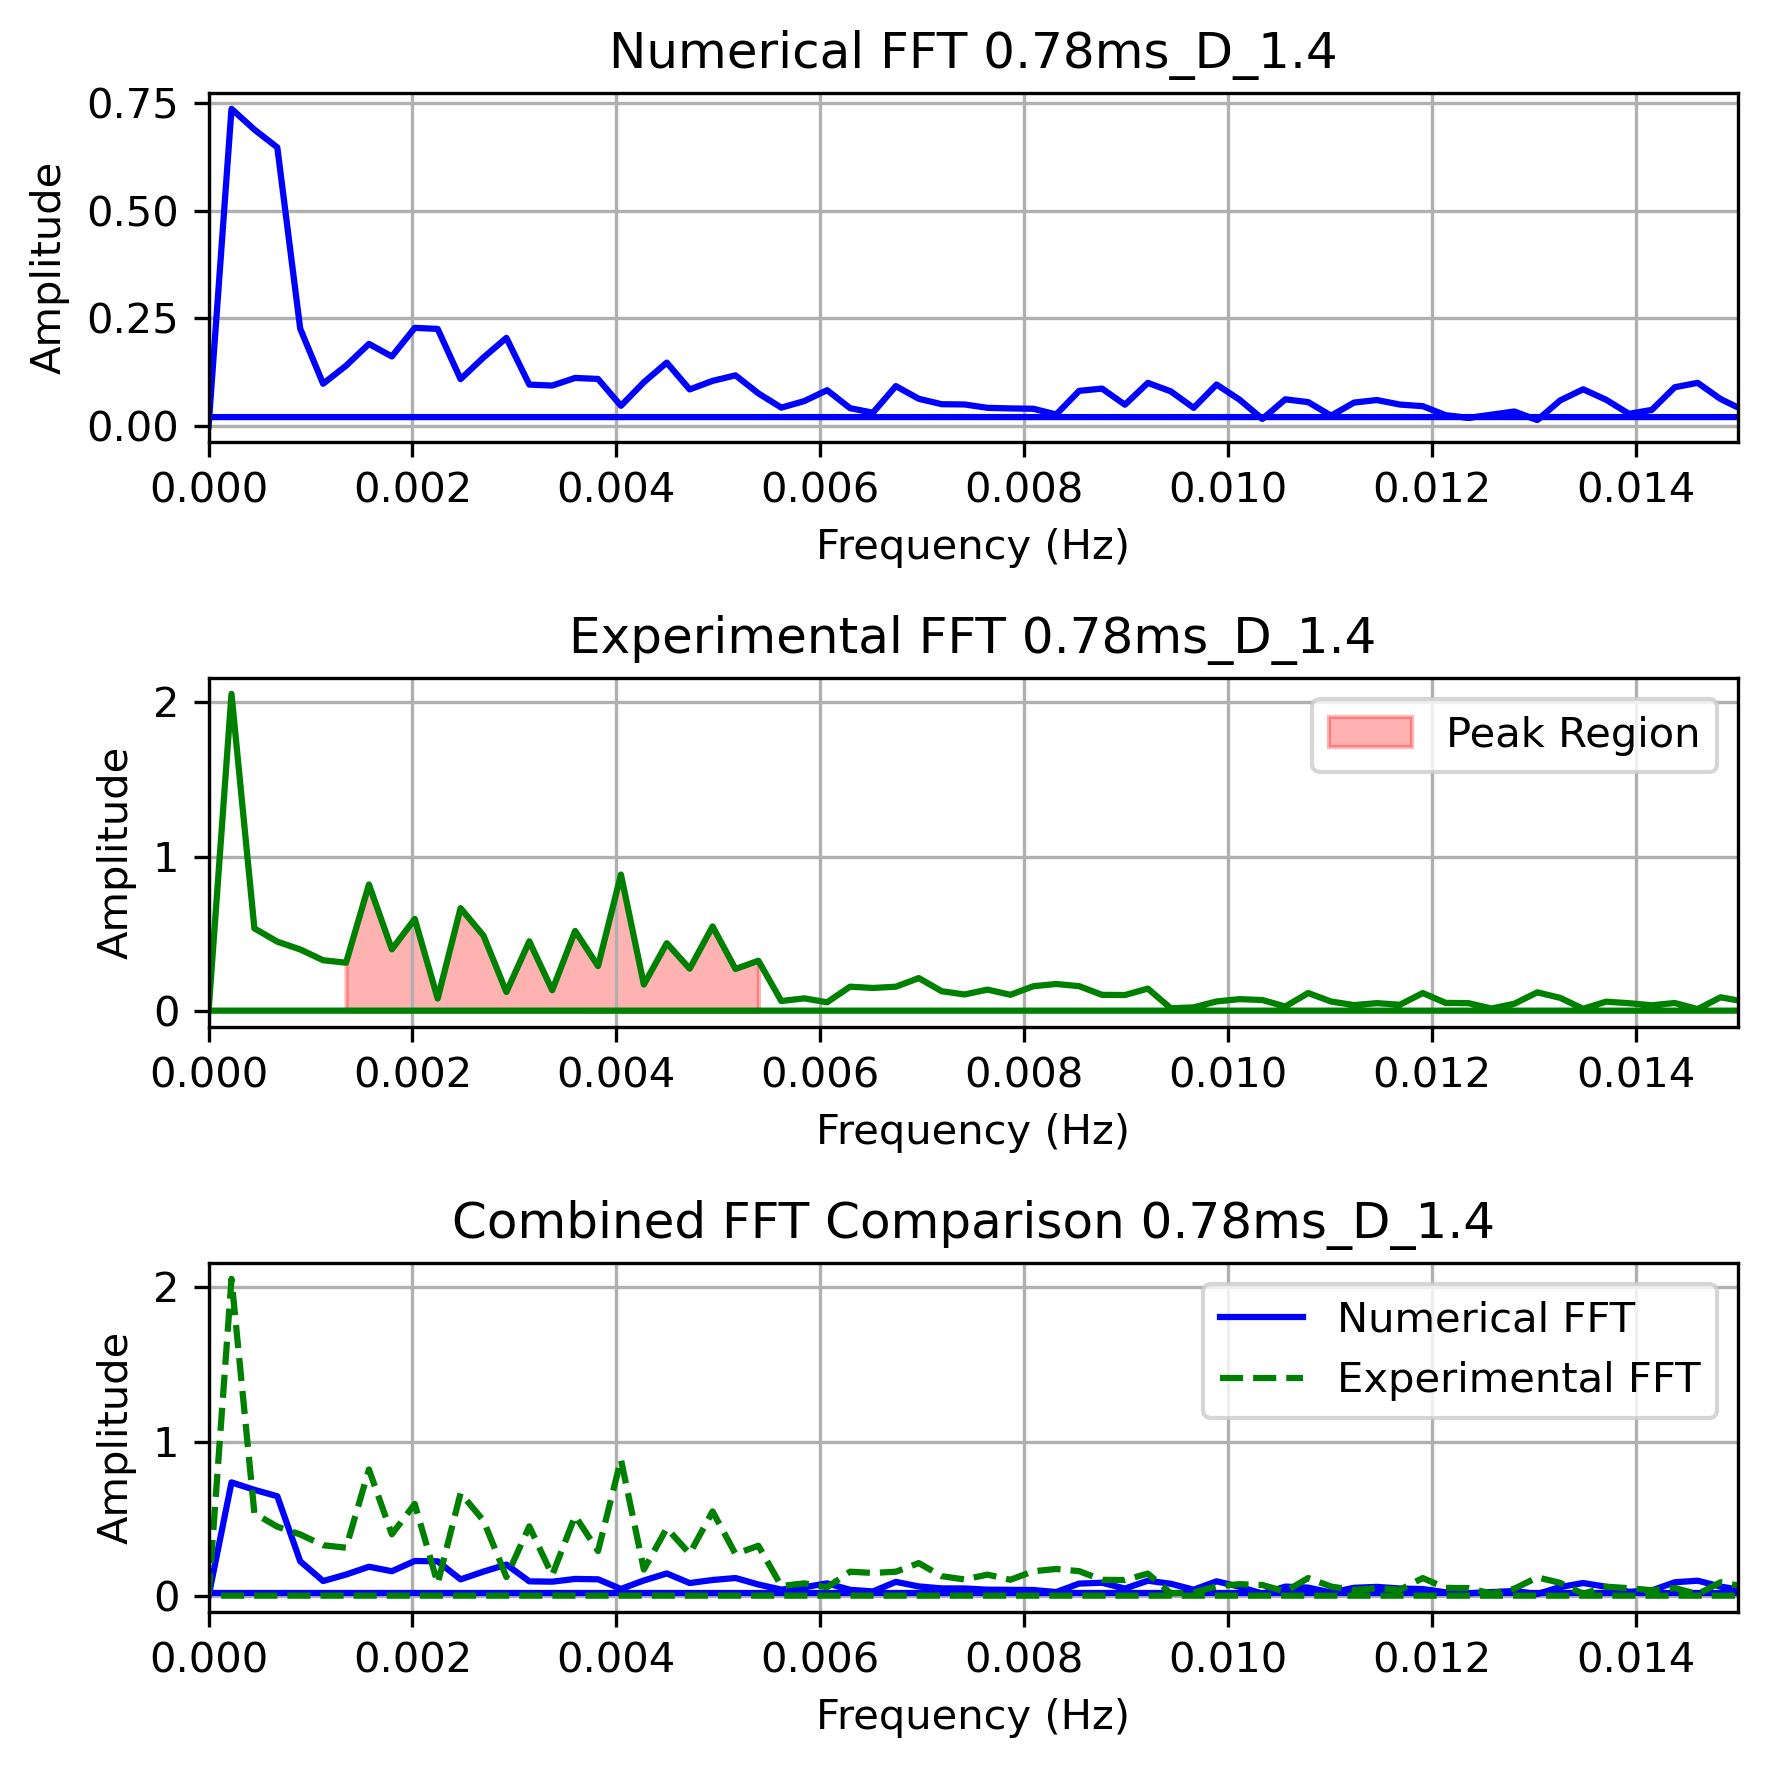 Numerical FFT 0.78ms_D_1.4
0.75
0.50
0.25
0.00
Amplitude
0.000 0.002 0.004 0.006 0.008 0.010 0.012 0.014
Frequency (Hz)
Experimental FFT 0.78ms_D_1.4
2
1
0
Amplitude
Peak Region
0.000 0.002 0.004 0.006 0.008 0.010 0.012 0.014
Frequency (Hz)
Combined FFT Comparison 0.78ms_D_1.4
2
1
0
Amplitude
Numerical FFT
Experimental FFT
0.000 0.002 0.004 0.006 0.008 0.010 0.012 0.014
Frequency (Hz)